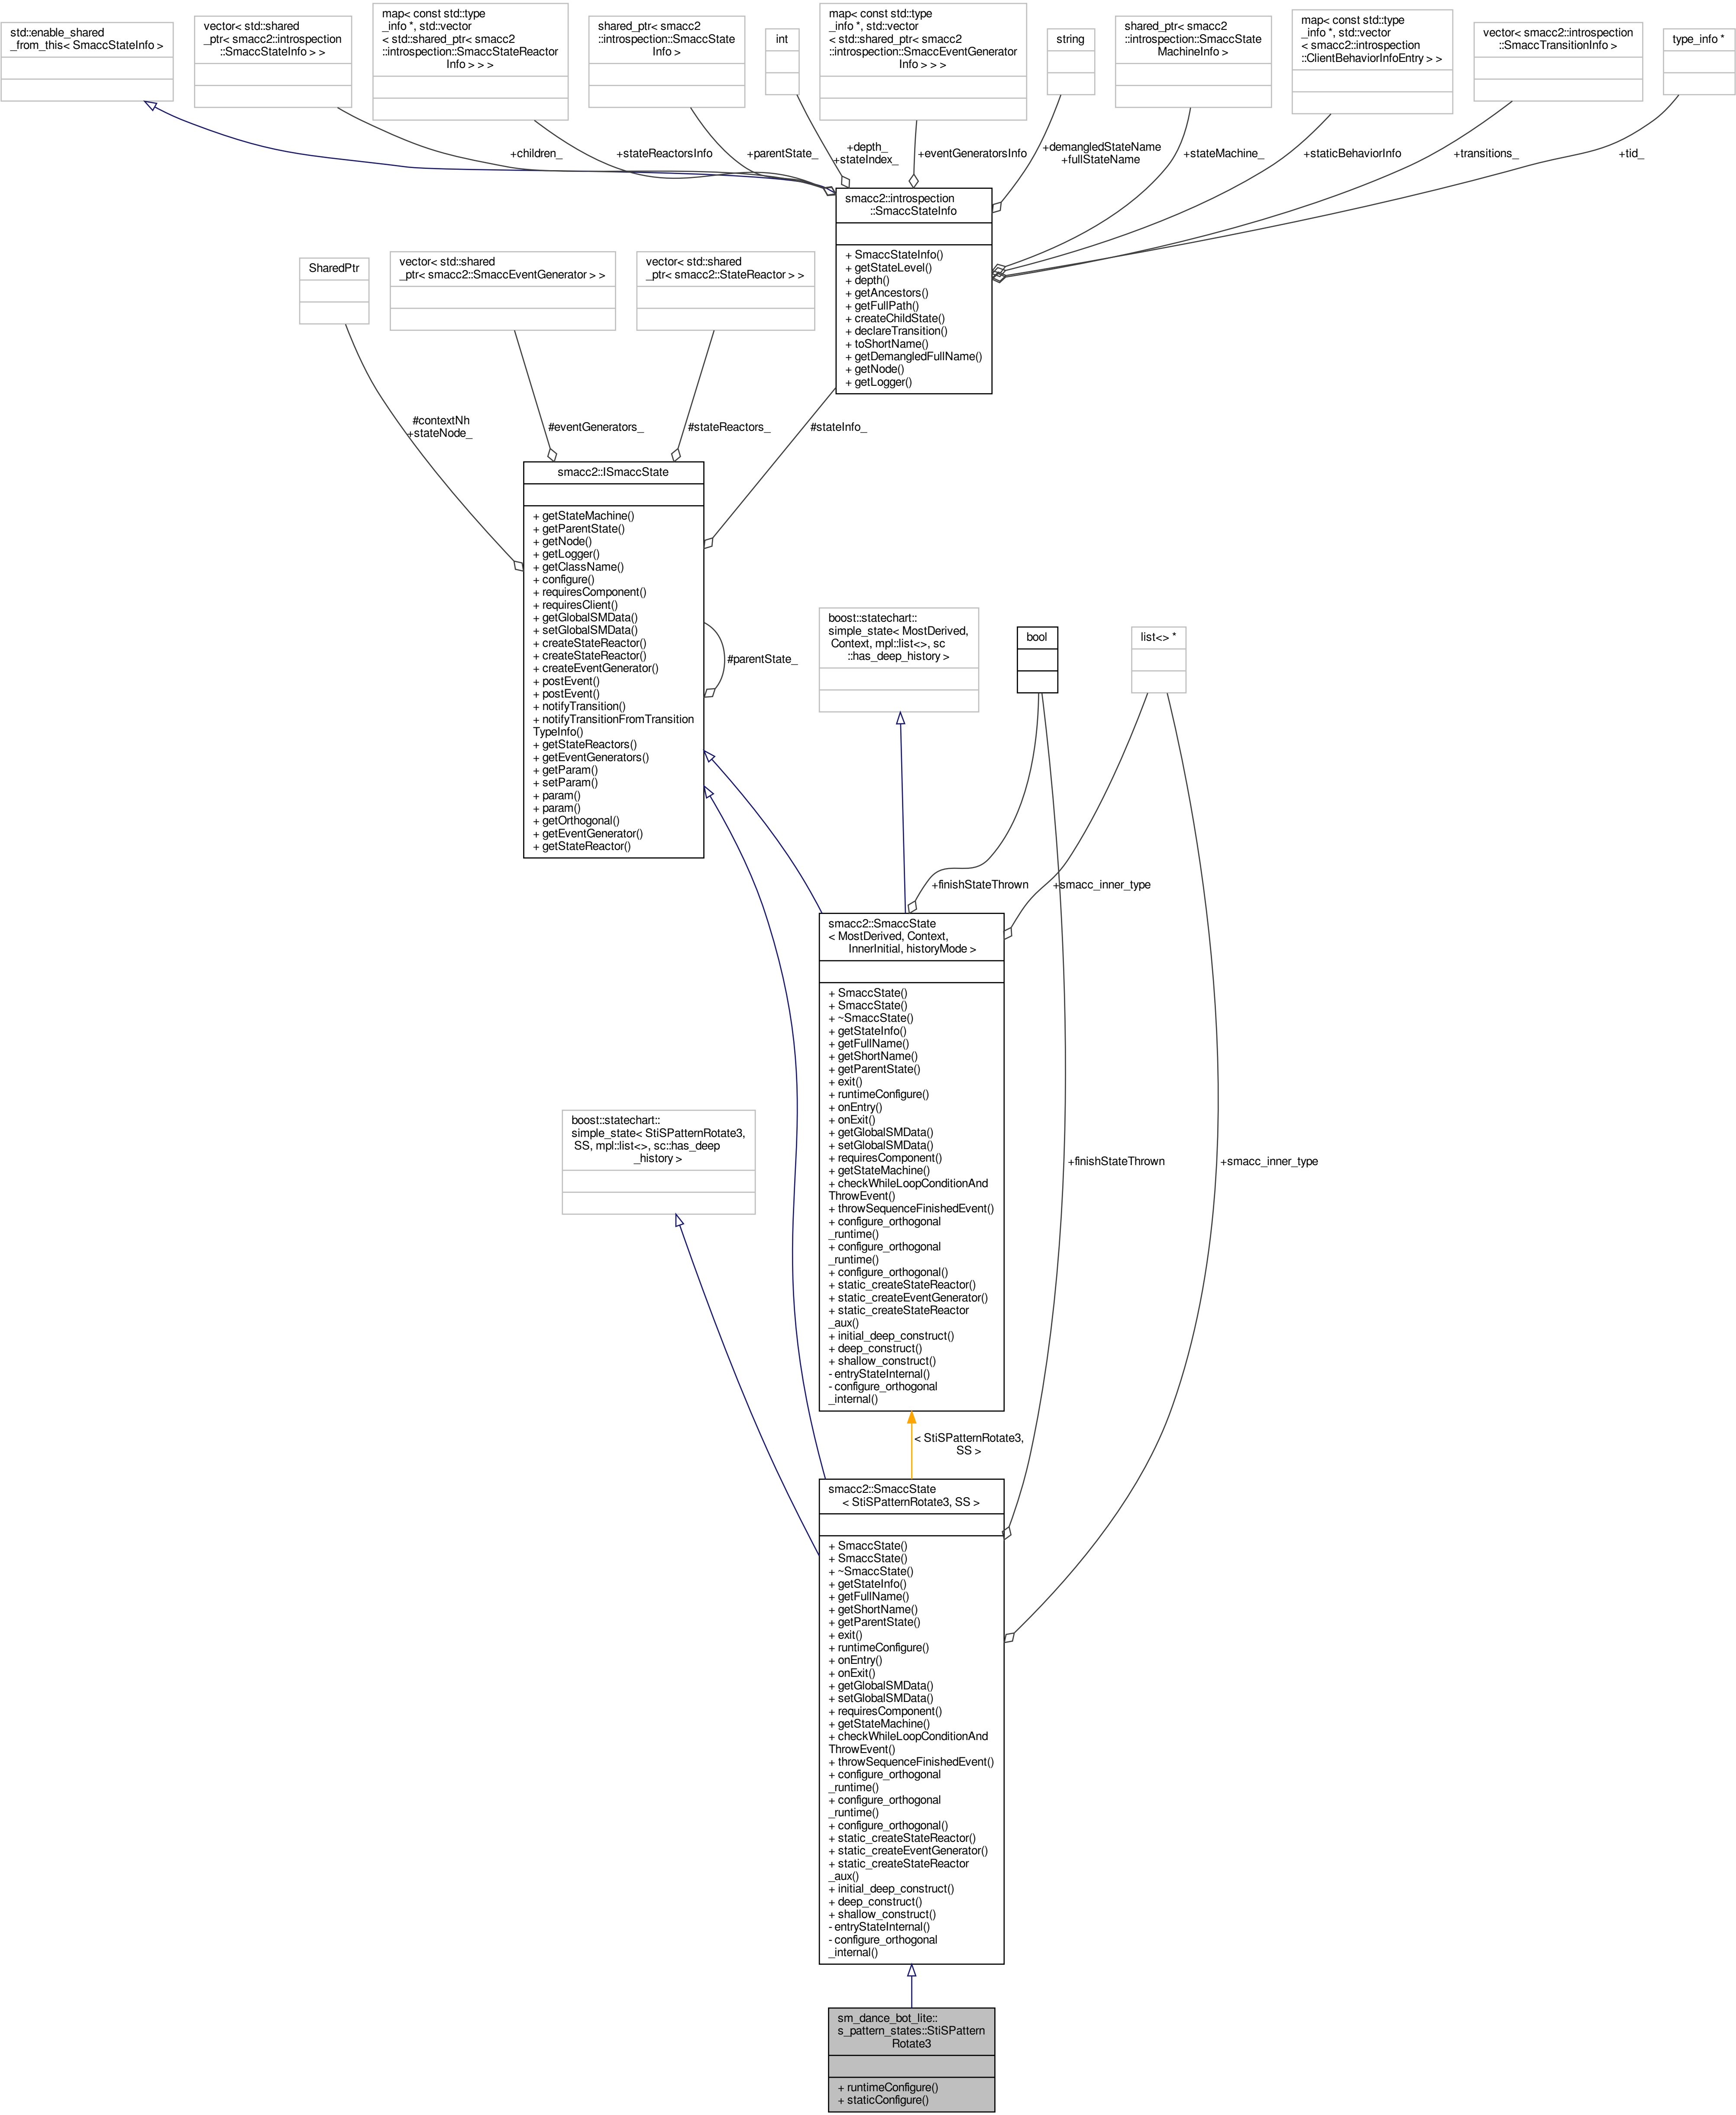 std::enable_shared
_from_this< SmaccStateInfo >
vector< std::shared
_ptr< smacc2::introspection
::SmaccStateInfo > >
map< const std::type
_info *, std::vector
< std::shared_ptr< smacc2
::introspection::SmaccStateReactor
Info > > >
shared_ptr< smacc2
::introspection::SmaccState
Info >
int
map< const std::type
_info *, std::vector
< std::shared_ptr< smacc2
::introspection::SmaccEventGenerator
Info > > >
string
shared_ptr< smacc2
::introspection::SmaccState
MachineInfo >
map< const std::type
_info *, std::vector
< smacc2::introspection
::ClientBehaviorInfoEntry > >
vector< smacc2::introspection
::SmaccTransitionInfo >
type_info *
+children_
+stateReactorsInfo
+parentState_
+depth_
+stateIndex_
+eventGeneratorsInfo
+demangledStateName
+fullStateName
+stateMachine_
+staticBehaviorInfo
+transitions_
+tid_
smacc2::introspection
::SmaccStateInfo
+ SmaccStateInfo()
+ getStateLevel()
+ depth()
+ getAncestors()
+ getFullPath()
+ createChildState()
+ declareTransition()
+ toShortName()
+ getDemangledFullName()
+ getNode()
+ getLogger()
SharedPtr
vector< std::shared
_ptr< smacc2::SmaccEventGenerator > >
vector< std::shared
_ptr< smacc2::StateReactor > >
#contextNh
+stateNode_
#eventGenerators_
#stateReactors_
#stateInfo_
smacc2::ISmaccState
+ getStateMachine()
+ getParentState()
+ getNode()
+ getLogger()
+ getClassName()
+ configure()
+ requiresComponent()
+ requiresClient()
+ getGlobalSMData()
+ setGlobalSMData()
+ createStateReactor()
+ createStateReactor()
+ createEventGenerator()
+ postEvent()
+ postEvent()
+ notifyTransition()
+ notifyTransitionFromTransition
TypeInfo()
+ getStateReactors()
+ getEventGenerators()
+ getParam()
+ setParam()
+ param()
+ param()
+ getOrthogonal()
+ getEventGenerator()
+ getStateReactor()
#parentState_
boost::statechart::
simple_state< MostDerived,
Context, mpl::list<>, sc
::has_deep_history >
bool
list<> *
+finishStateThrown
+smacc_inner_type
smacc2::SmaccState
< MostDerived, Context,
InnerInitial, historyMode >
+ SmaccState()
+ SmaccState()
+ ~SmaccState()
+ getStateInfo()
+ getFullName()
+ getShortName()
+ getParentState()
+ exit()
+ runtimeConfigure()
+ onEntry()
+ onExit()
+ getGlobalSMData()
+ setGlobalSMData()
+ requiresComponent()
+ getStateMachine()
+ checkWhileLoopConditionAnd
ThrowEvent()
+ throwSequenceFinishedEvent()
+ configure_orthogonal
_runtime()
+ configure_orthogonal
_runtime()
+ configure_orthogonal()
+ static_createStateReactor()
+ static_createEventGenerator()
+ static_createStateReactor
_aux()
+ initial_deep_construct()
+ deep_construct()
+ shallow_construct()
- entryStateInternal()
- configure_orthogonal
_internal()
boost::statechart::
simple_state< StiSPatternRotate3,
SS, mpl::list<>, sc::has_deep
_history >
+finishStateThrown
+smacc_inner_type
< StiSPatternRotate3,
SS >
smacc2::SmaccState
< StiSPatternRotate3, SS >
+ SmaccState()
+ SmaccState()
+ ~SmaccState()
+ getStateInfo()
+ getFullName()
+ getShortName()
+ getParentState()
+ exit()
+ runtimeConfigure()
+ onEntry()
+ onExit()
+ getGlobalSMData()
+ setGlobalSMData()
+ requiresComponent()
+ getStateMachine()
+ checkWhileLoopConditionAnd
ThrowEvent()
+ throwSequenceFinishedEvent()
+ configure_orthogonal
_runtime()
+ configure_orthogonal
_runtime()
+ configure_orthogonal()
+ static_createStateReactor()
+ static_createEventGenerator()
+ static_createStateReactor
_aux()
+ initial_deep_construct()
+ deep_construct()
+ shallow_construct()
- entryStateInternal()
- configure_orthogonal
_internal()
sm_dance_bot_lite::
s_pattern_states::StiSPattern
Rotate3
+ runtimeConfigure()
+ staticConfigure()